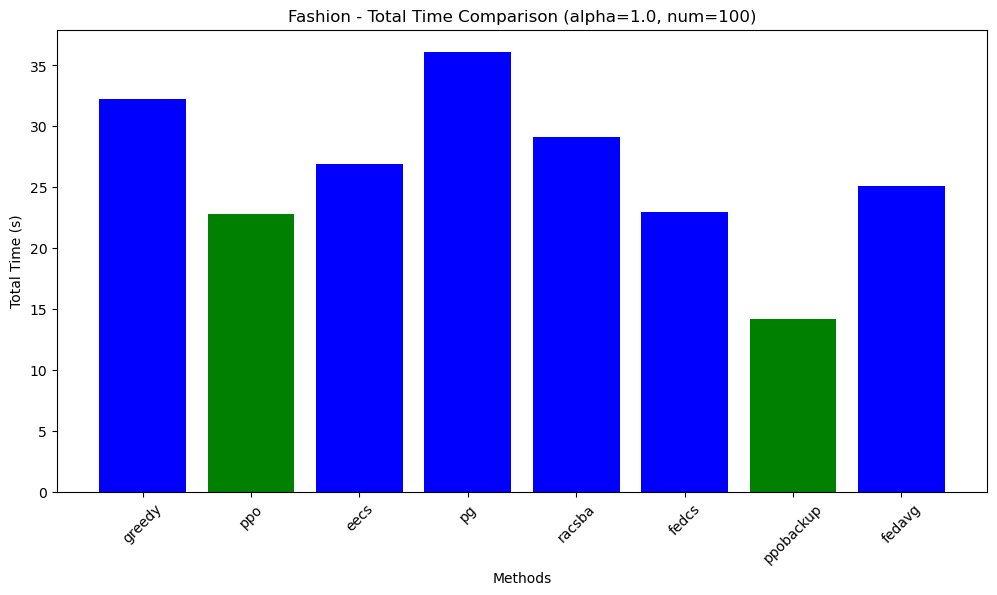 Fashion - Total Time Comparison (alpha=1.0, num=100)
Total Time (s)
35
30
25
20
15
10
5
0
greedy
ppo
eecs
pg
racsba
fedcs
ppobackup
fedavg
Methods